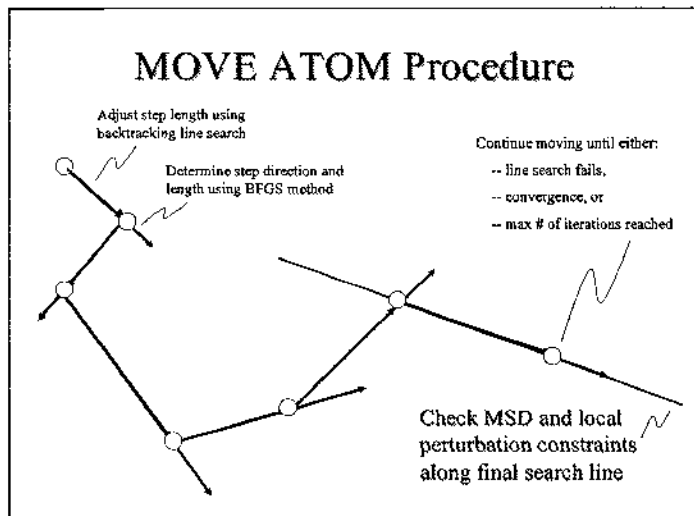 MOVE ATOM Procedure
Adjust step length using
backtracking line search
Determine step direction and
length using BFGS method
Continue moving until either:
-- line search fails,
-- convergence, or
-- max # of iterations reached
Check MSD and local
perturbation constraints
along final search line